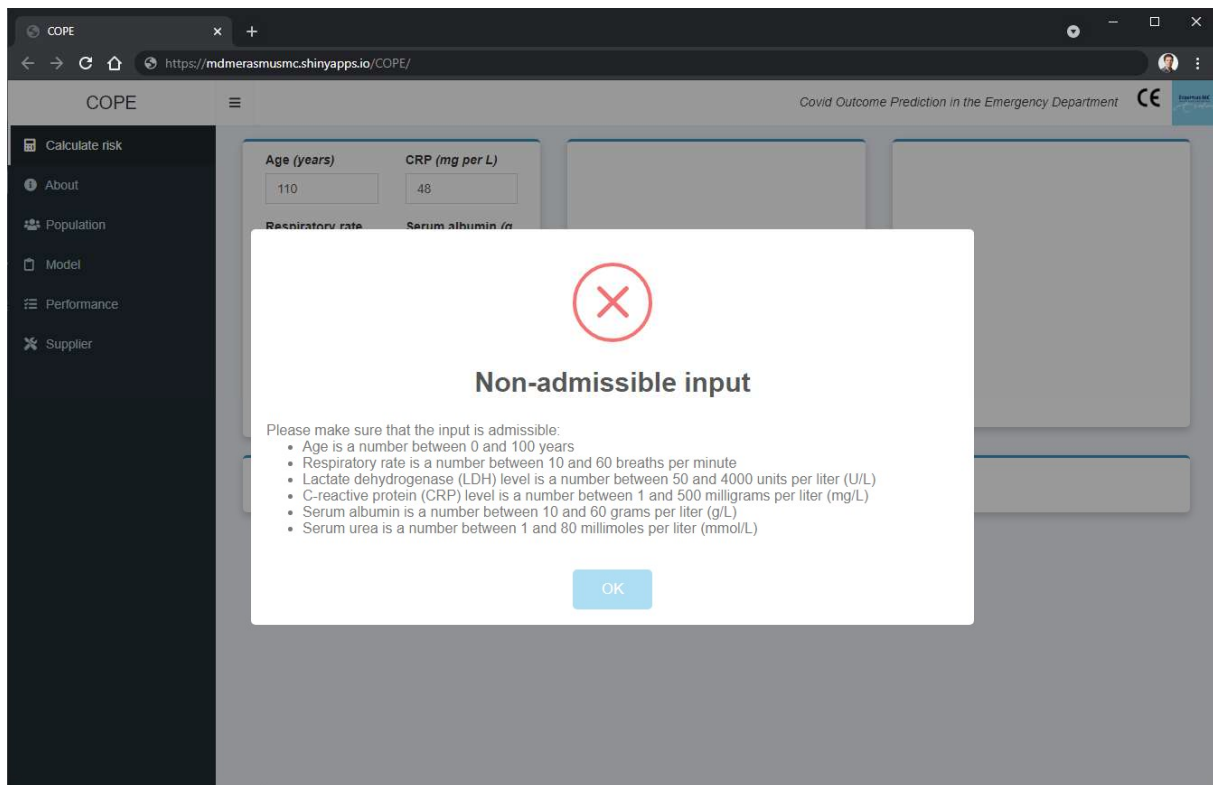 COPE
https://mdmerasmusmc.shinyapps.io/COPE/
COPE
Covid Outcome Prediction in the Emergency Department
CE
Calculate risk
About
Population
Model
Performance
Supplier
Age (years) CRP (mg per L)
110 48
Respiratory rate Serum albumin (g
Non-admissible input
Please make sure that the input is admissible:
• Age is a number between 0 and 100 years
• Respiratory rate is a number between 10 and 60 breaths per minute
• Lactate dehydrogenase (LDH) level is a number between 50 and 4000 units per liter (U/L)
• C-reactive protein (CRP) level is a number between 1 and 500 milligrams per liter (mg/L)
• Serum albumin is a number between 10 and 60 grams per liter (g/L)
• Serum urea is a number between 1 and 80 millimoles per liter (mmol/L)
OK